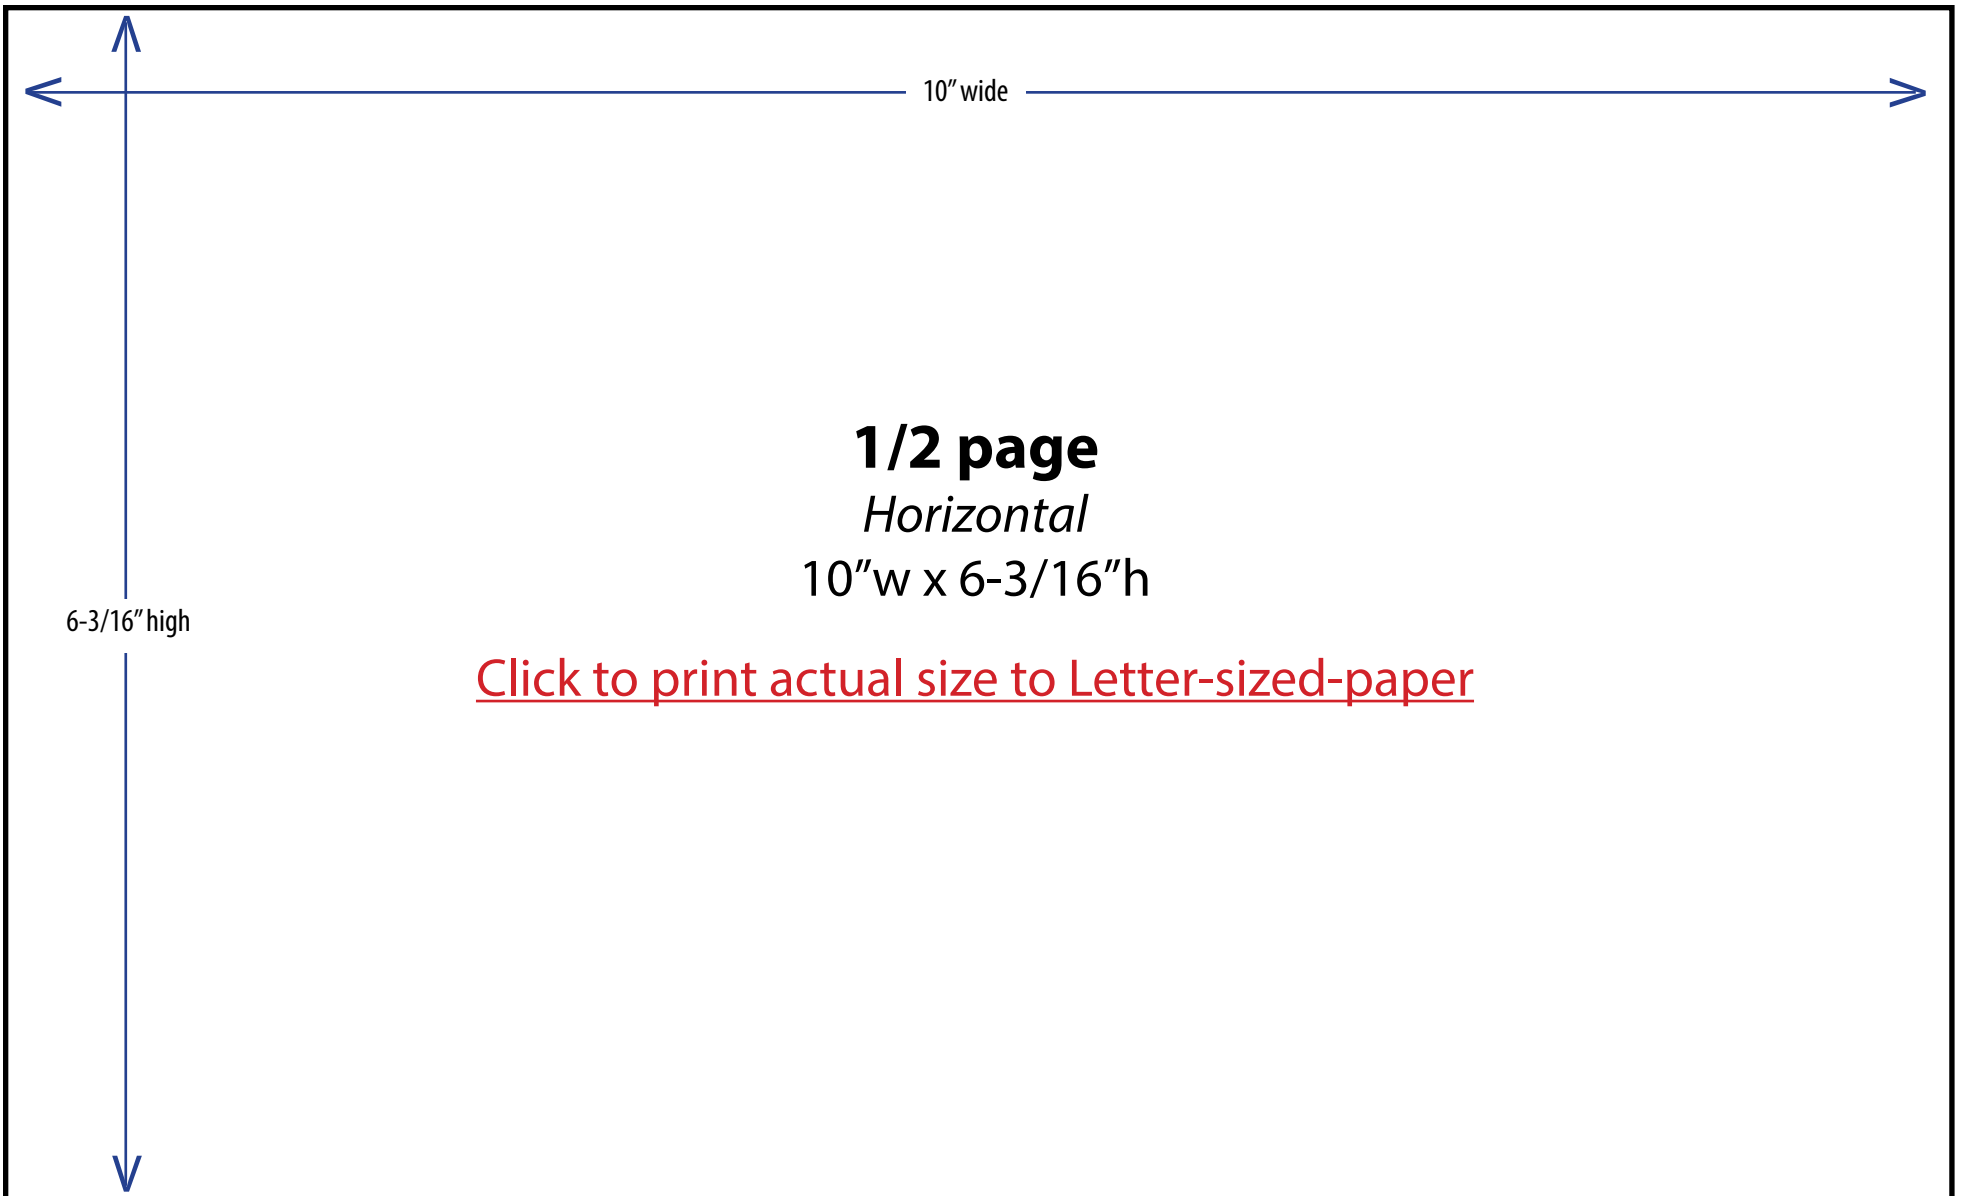 10” wide
1/2 page
Horizontal
10”w x 6-3/16”h
6-3/16” high
Click to print actual size to Letter-sized-paper